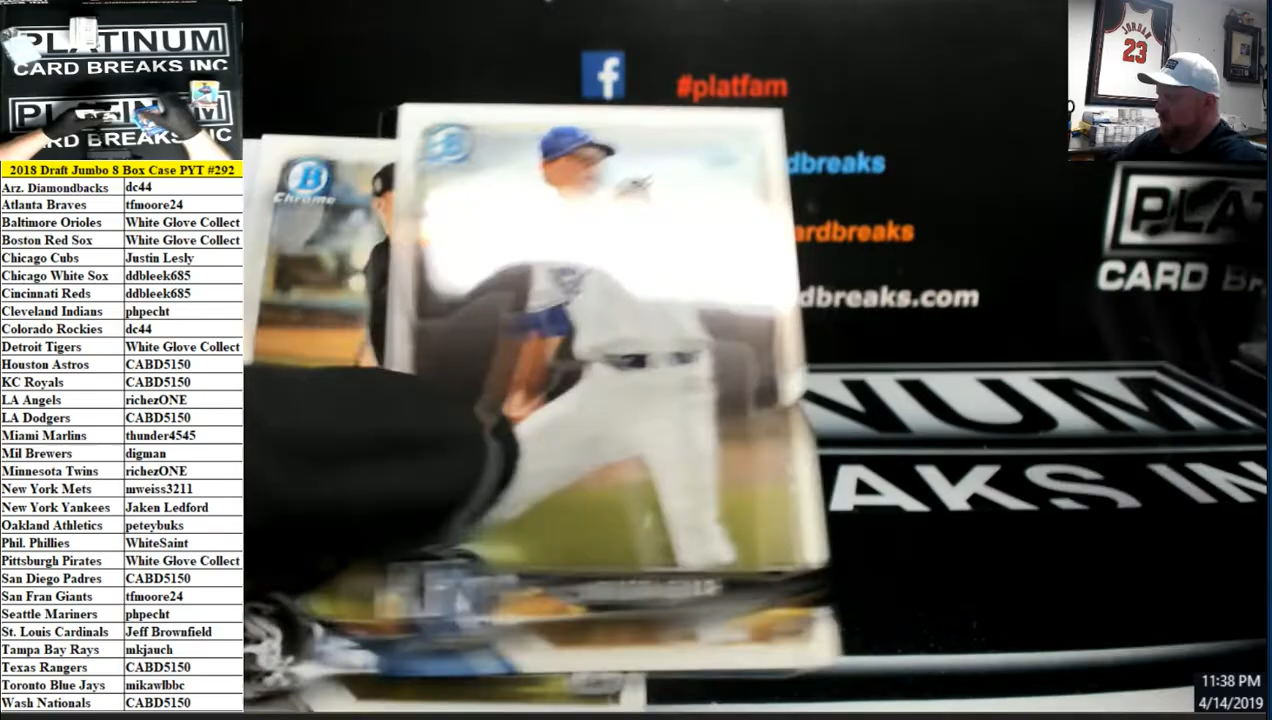 PLATINUM
CARD BREAKS INC
2018 Draft Jumbo 8 Box Case PYT #292
Arz. Diamondbacks dc44
Atlanta Braves tfmoore24
Baltimore Orioles White Glove Collect
Boston Red Sox White Glove Collect
Chicago Cubs Justin Lesly
Chicago White Sox ddbleek685
Cincinnati Reds ddbleek685
Cleveland Indians phpecht
Colorado Rockies dc44
Detroit Tigers White Glove Collect
Houston Astros CABD5150
KC Royals CABD5150
LA Angels richezONE
LA Dodgers CABD5150
Miami Marlins thunder4545
Mil Brewers digman
Minnesota Twins richezONE
New York Mets mweiss3211
New York Yankees Jaken Ledford
Oakland Athletics peteybuks
Phil. Phillies WhiteSaint
Pittsburgh Pirates White Glove Collect
San Diego Padres CABD5150
San Fran Giants tfmoore24
Seattle Mariners phpecht
St. Louis Cardinals Jeff Brownfield
Tampa Bay Rays mkjauch
Texas Rangers CABD5150
Toronto Blue Jays mikawlbbc
Wash Nationals CABD5150
f
#platfam
dbreaks
ardbreaks
dbreaks.com
B
Chrome
NUM
AKS IN
JORDAN
23
PLAT
CARD BR
11:38 PM
4/14/2019